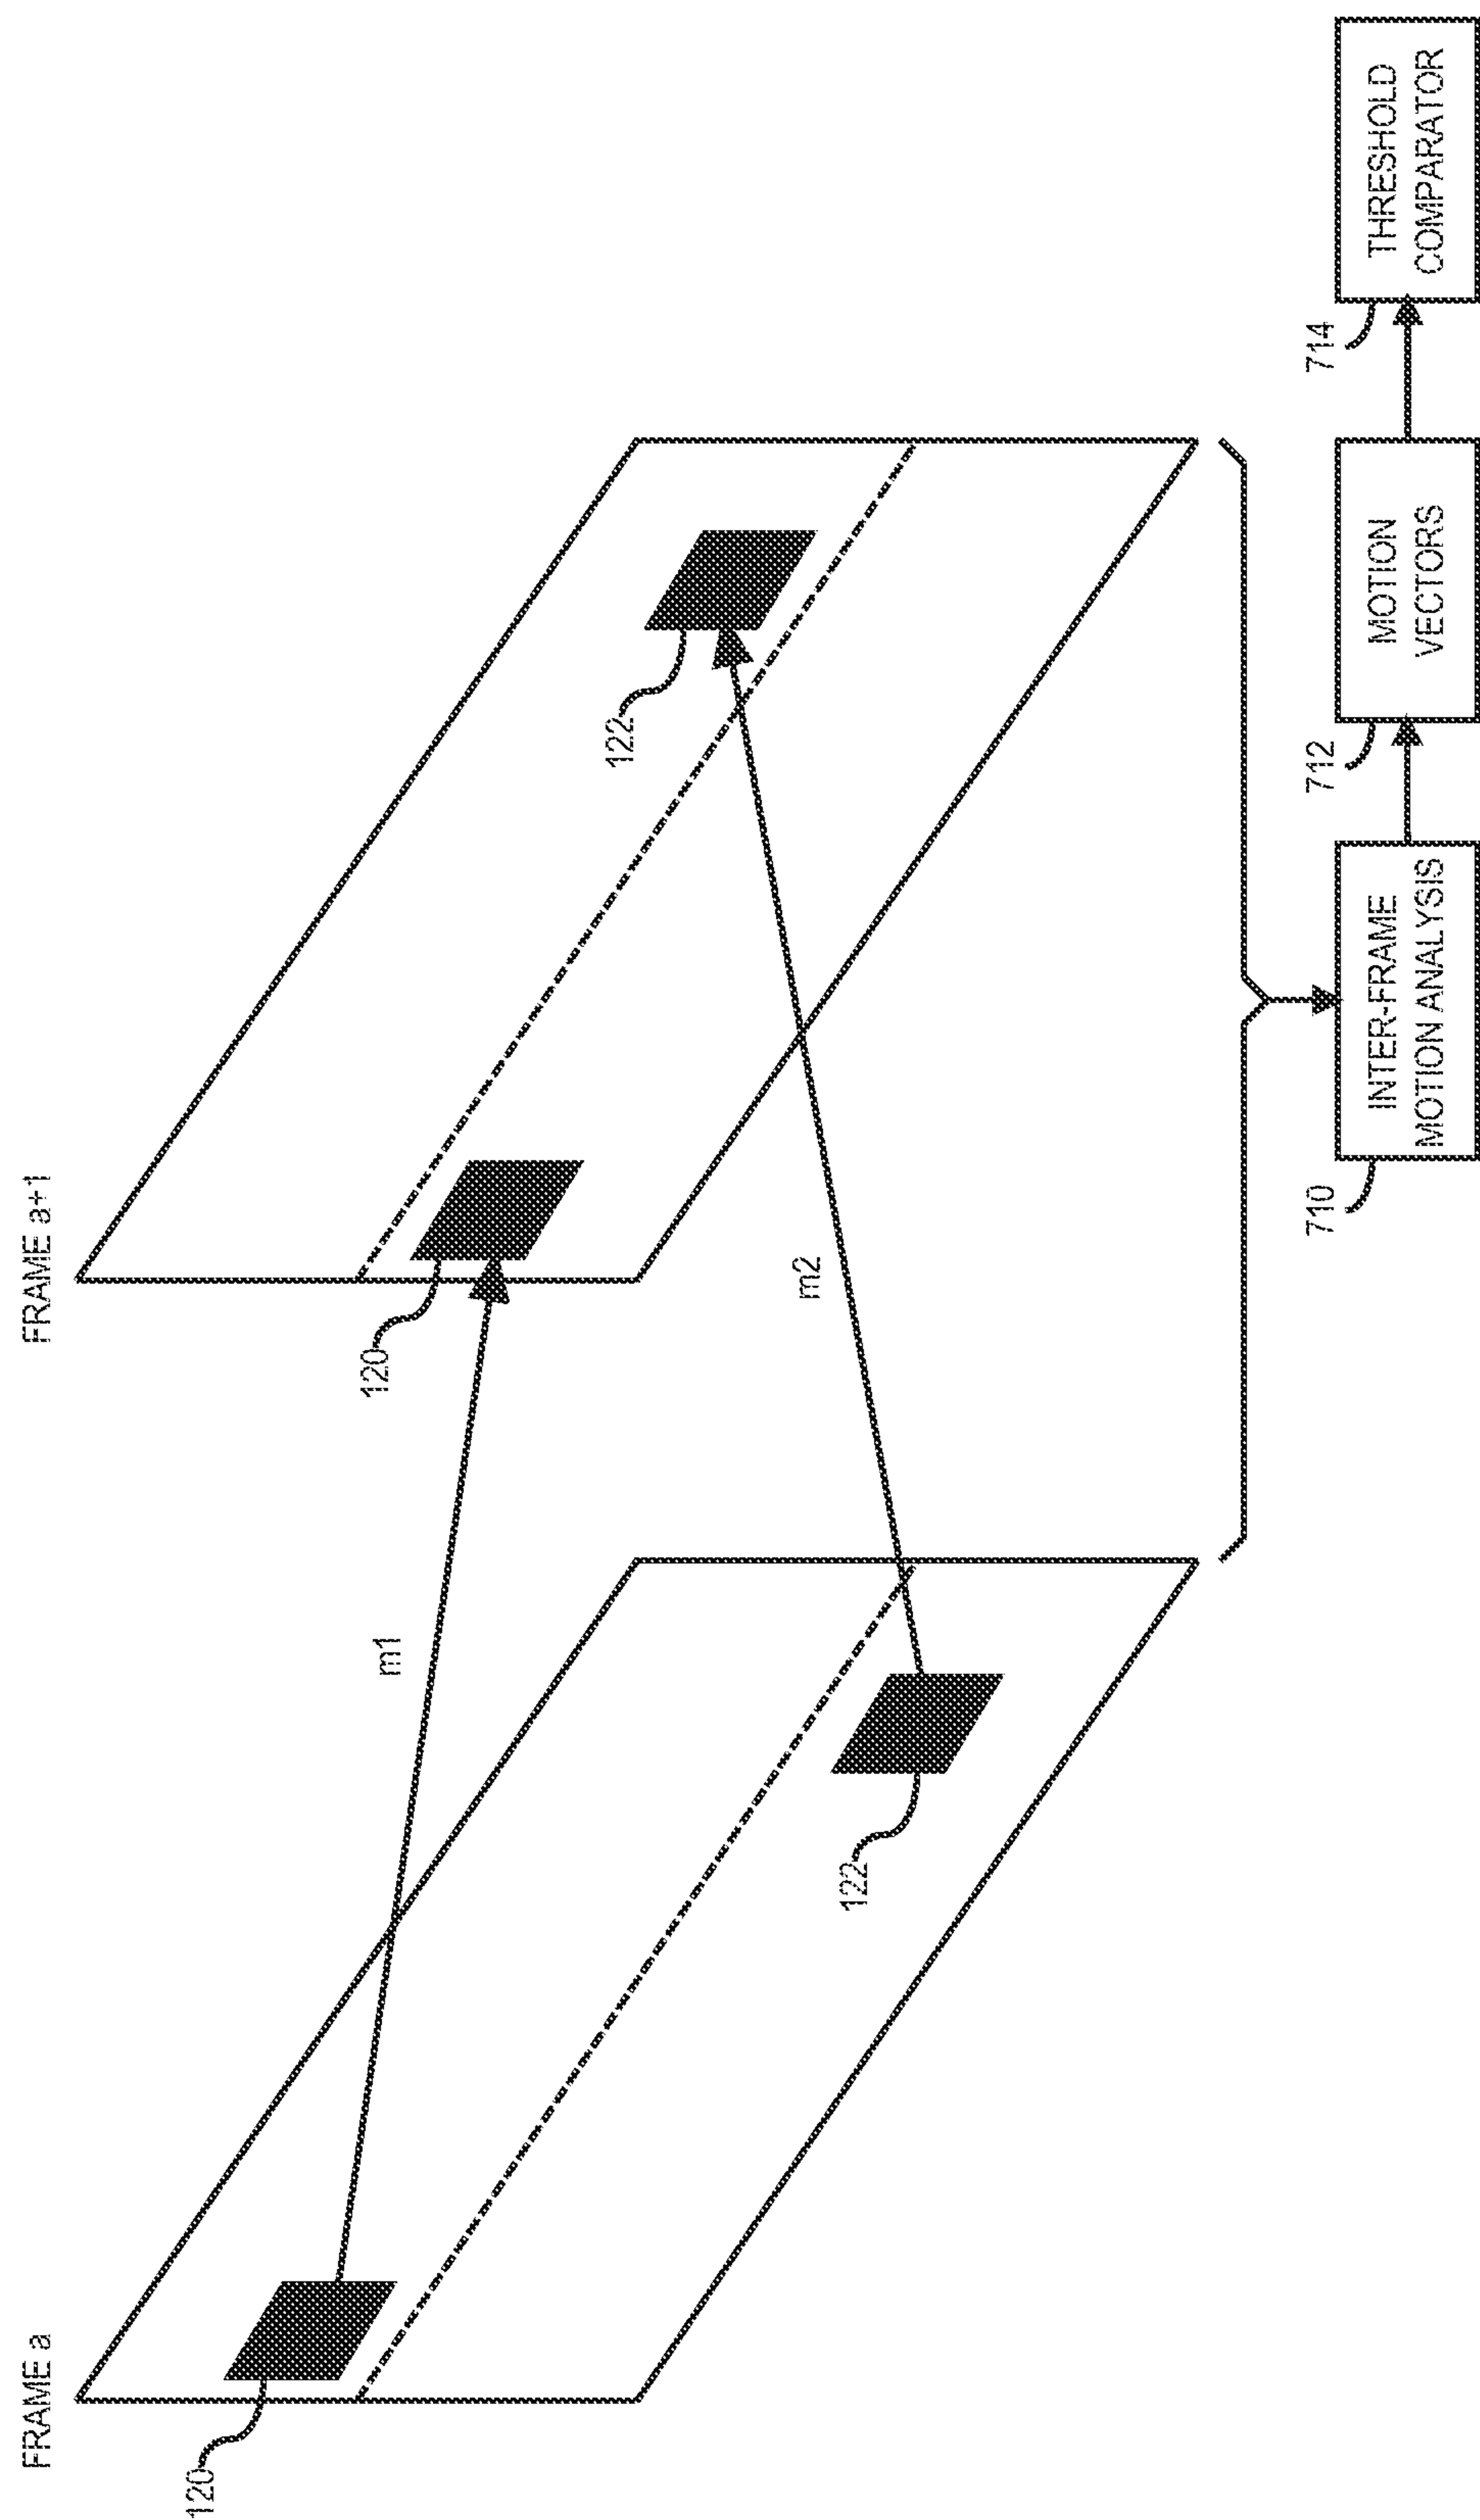 FRAME a
FRAME a+1
120
m1
120
122
m2
122
710
INTER-FRAME
MOTION ANALYSIS
712
MOTION
VECTORS
714
THRESHOLD
COMPARATOR